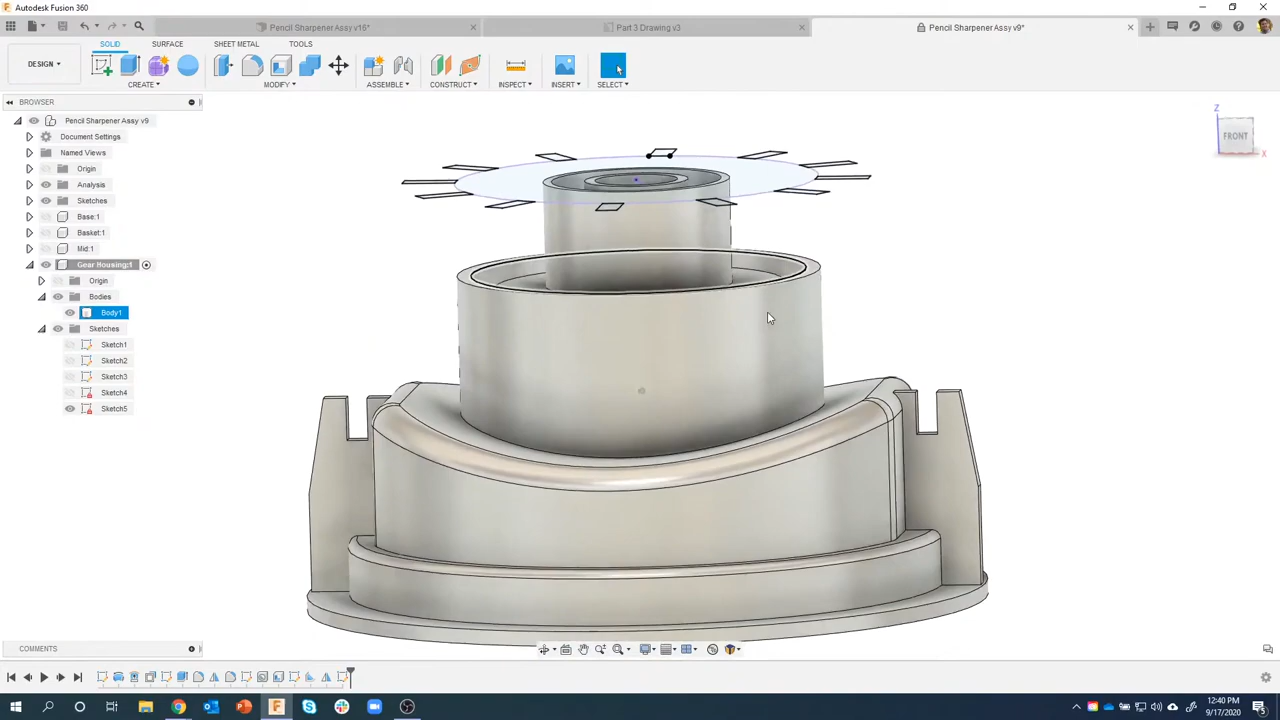 Autodesk Fusion 360
Pencil Sharpener Assy v16*
Part 3 Drawing v3
Pencil Sharpener Assy v9*
SOLID
SURFACE
SHEET METAL
TOOLS
DESIGN
CREATE
MODIFY
ASSEMBLE
CONSTRUCT
INSPECT
INSERT
SELECT
BROWSER
Pencil Sharpener Assy v9
Document Settings
Named Views
Origin
Analysis
Sketches
Base:1
Basket:1
Mid:1
Gear Housing:1
Origin
Bodies
Body1
Sketches
Sketch1
Sketch2
Sketch3
Sketch4
Sketch5
Z
FRONT
X
COMMENTS
12:40 PM
9/17/2020